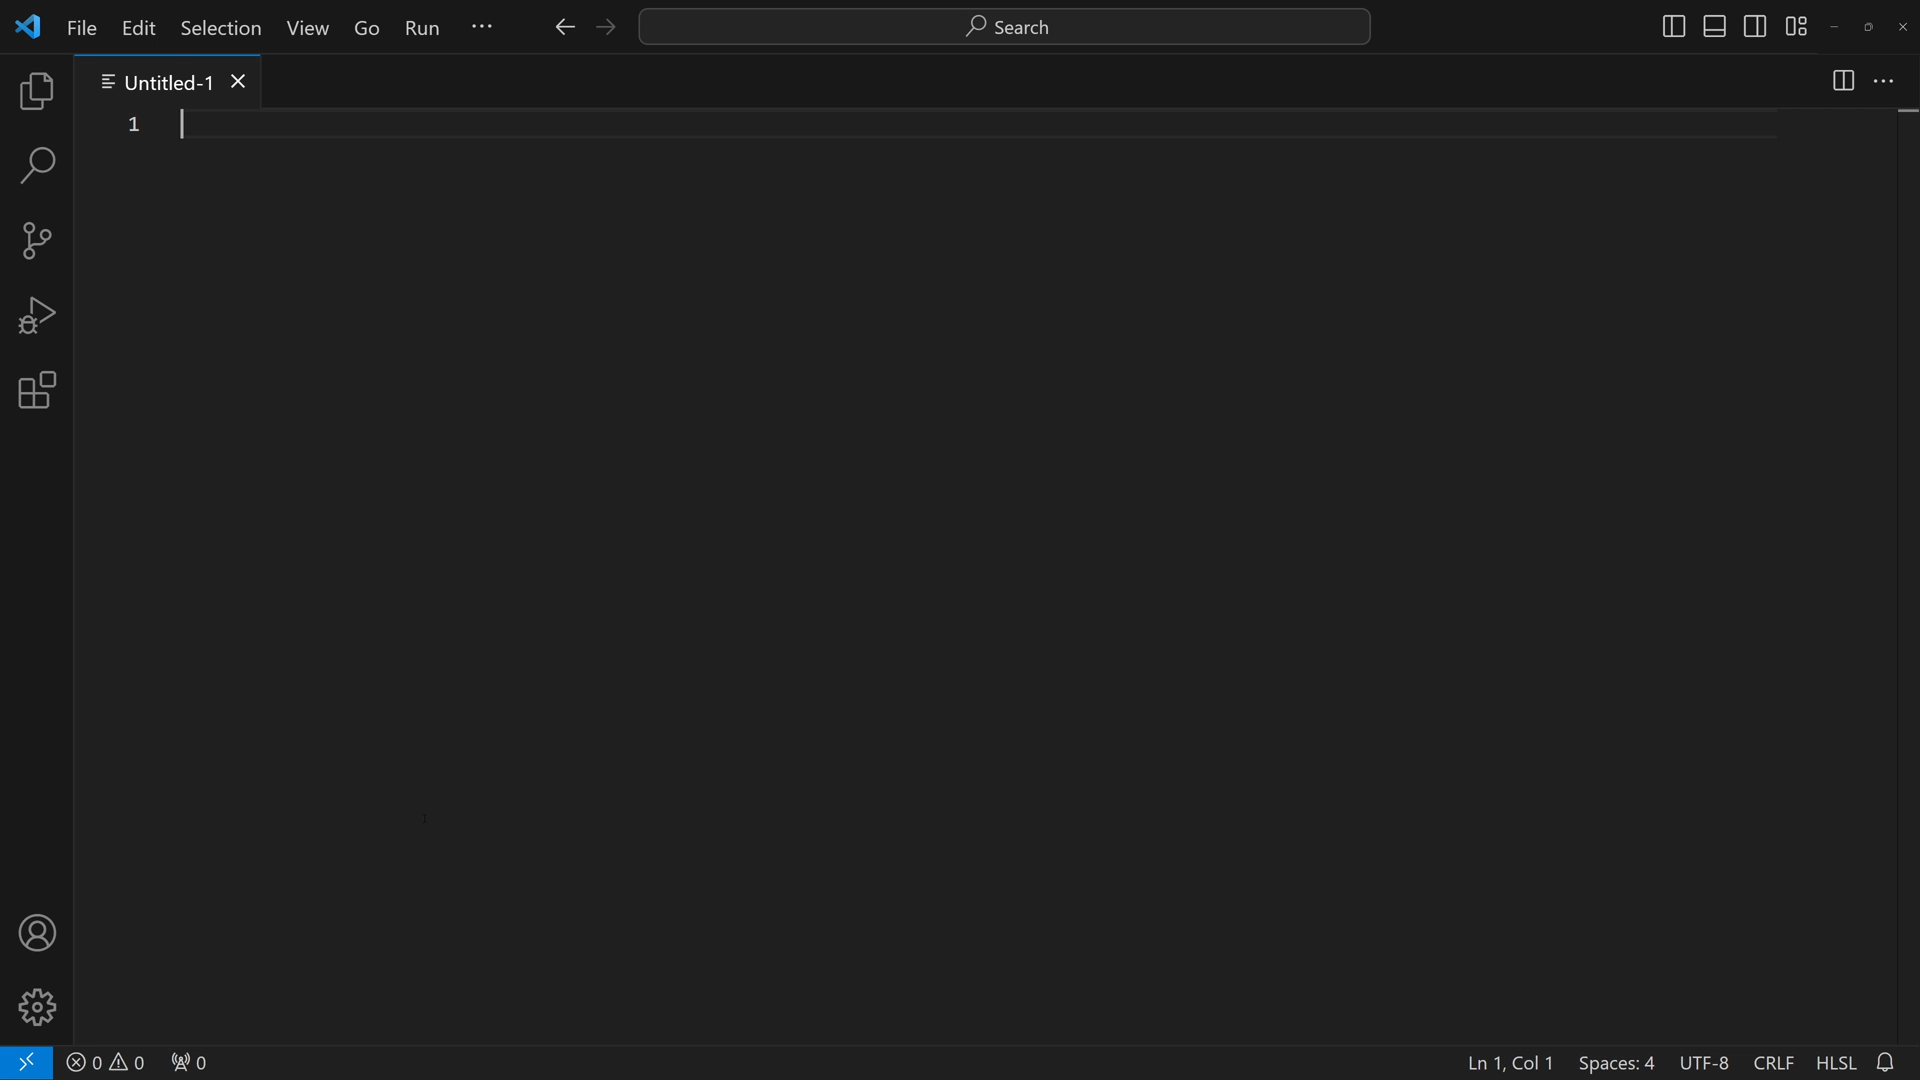 File Edit Selection View Go Run ··· Search
Untitled-1
1
0 0 0 Ln 1, Col 1 Spaces: 4 UTF-8 CRLF HLSL